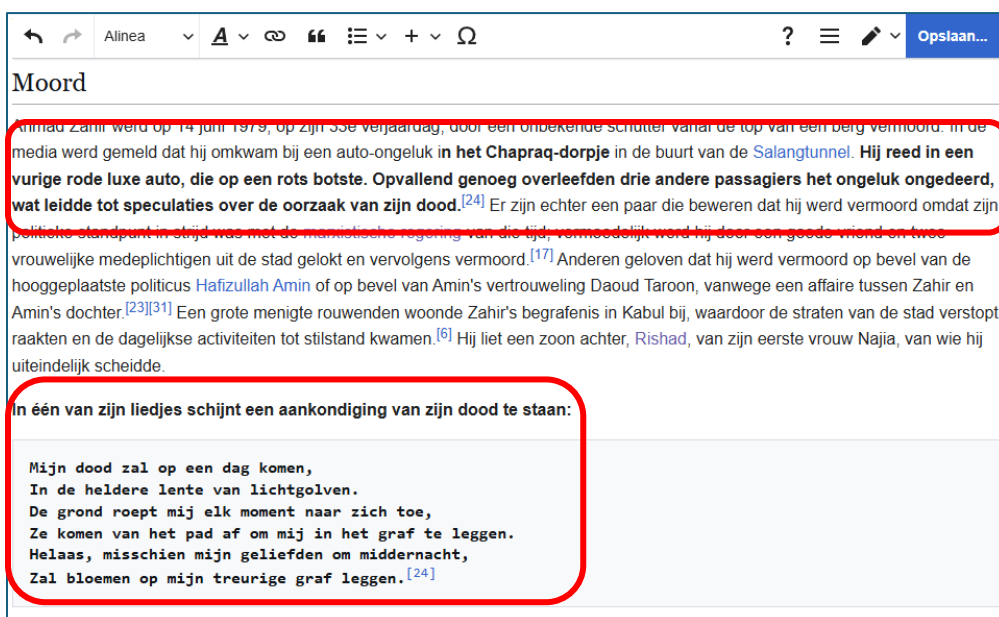 Alinea A ? Opslaan...
Moord
Ahmad Zahir werd op 14 juni 1979, op zijn 33e verjaardag, door een onbekende schutter vanaf de top van een berg vermoord. In de
media werd gemeld dat hij omkwam bij een auto-ongeluk in het Chapraq-dorpje in de buurt van de Salangtunnel. Hij reed in een
vurige rode luxe auto, die op een rots botste. Opvallend genoeg overleefden drie andere passagiers het ongeluk ongedeerd,
wat leidde tot speculaties over de oorzaak van zijn dood.[24] Er zijn echter een paar die beweren dat hij werd vermoord omdat zijn
politieke standpunt in strijd was met de marxistische regering van die tijd; vermoedelijk werd hij door een goede vriend en twee
vrouwelijke medeplichtigen uit de stad gelokt en vervolgens vermoord.[17] Anderen geloven dat hij werd vermoord op bevel van de
hooggeplaatste politicus Hafizullah Amin of op bevel van Amin's vertrouweling Daoud Taroon, vanwege een affaire tussen Zahir en
Amin's dochter.[23][31] Een grote menigte rouwenden woonde Zahir's begrafenis in Kabul bij, waardoor de straten van de stad verstopt
raakten en de dagelijkse activiteiten tot stilstand kwamen.[6] Hij liet een zoon achter, Rishad, van zijn eerste vrouw Najia, van wie hij
uiteindelijk scheidde.
In één van zijn liedjes schijnt een aankondiging van zijn dood te staan:
Mijn dood zal op een dag komen,
In de heldere lente van lichtgolven.
De grond roept mij elk moment naar zich toe,
Ze komen van het pad af om mij in het graf te leggen.
Helaas, misschien mijn geliefden om middernacht,
Zal bloemen op mijn treurige graf leggen.[24]